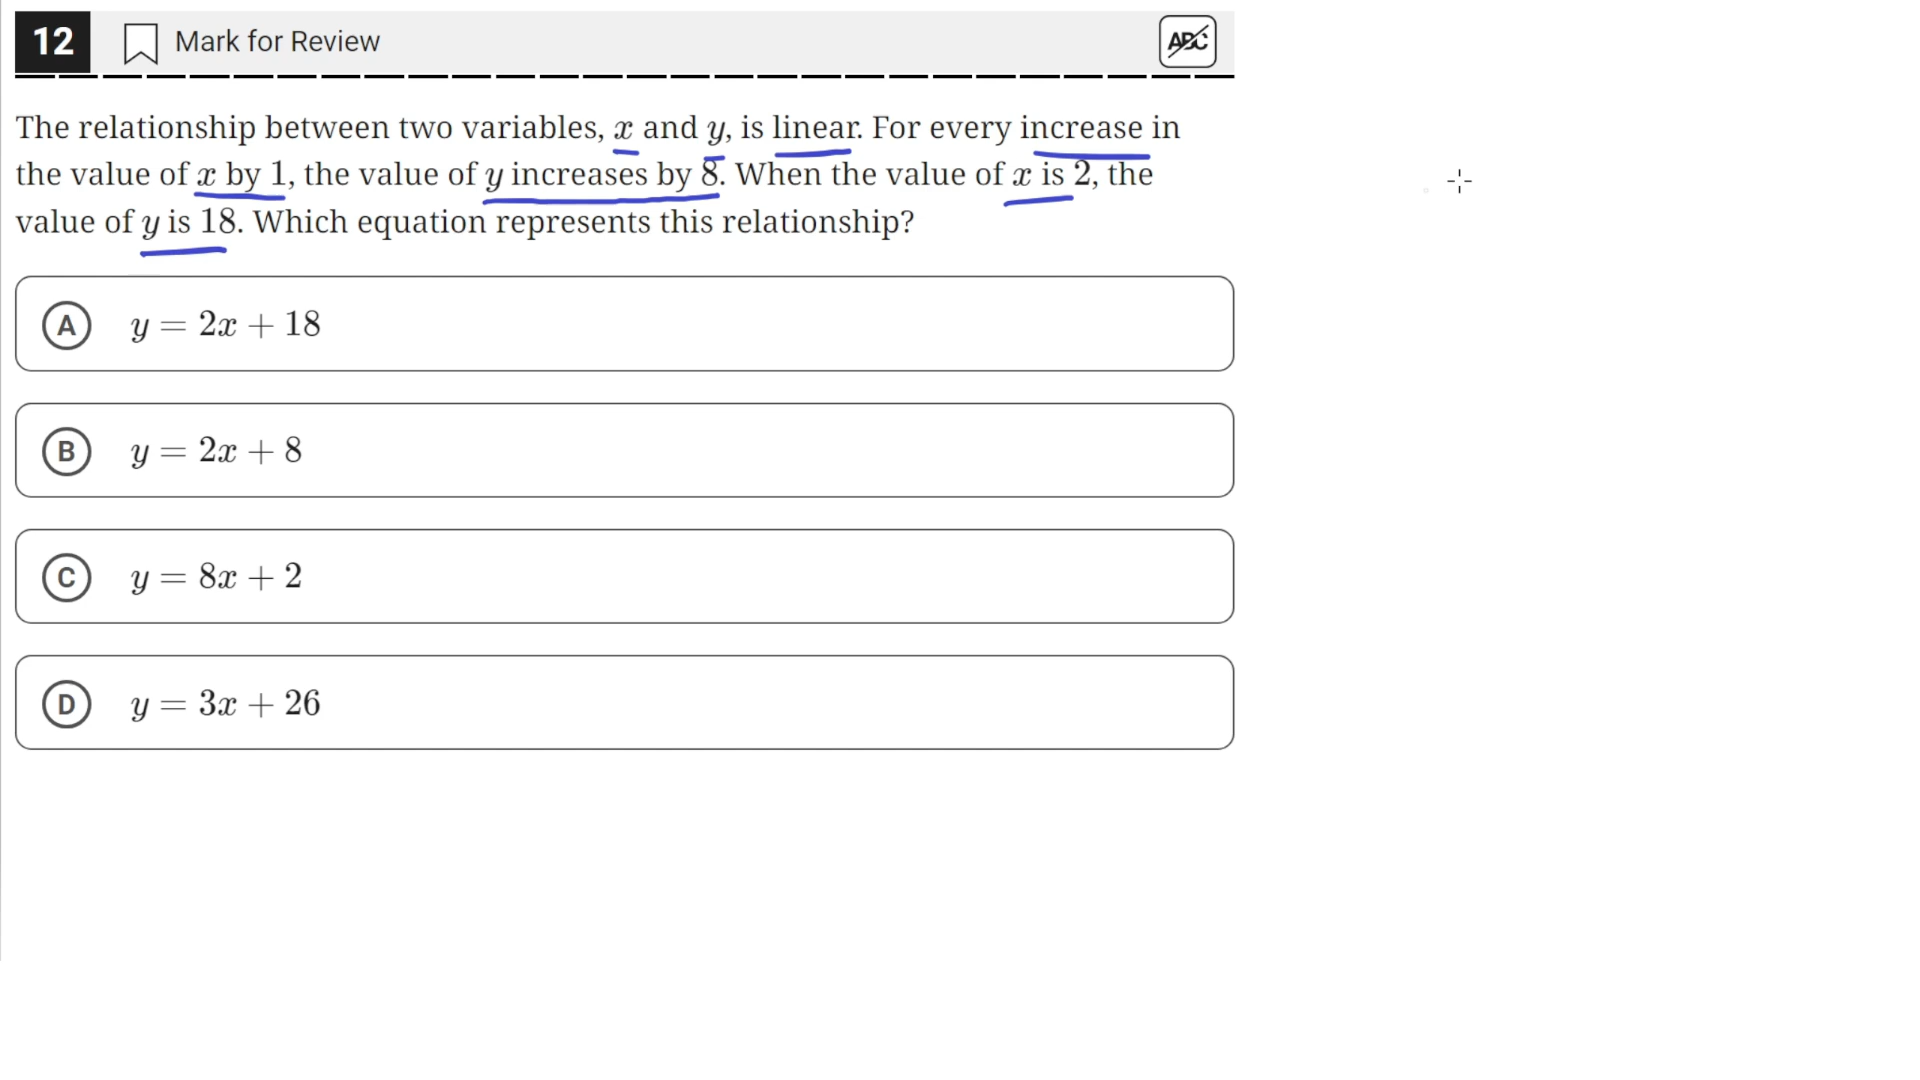 12 Mark for Review ABC
The relationship between two variables, x and y, is linear. For every increase in
the value of x by 1, the value of y increases by 8. When the value of x is 2, the
value of y is 18. Which equation represents this relationship?
A y = 2x + 18
B y = 2x + 8
C y = 8x + 2
D y = 3x + 26